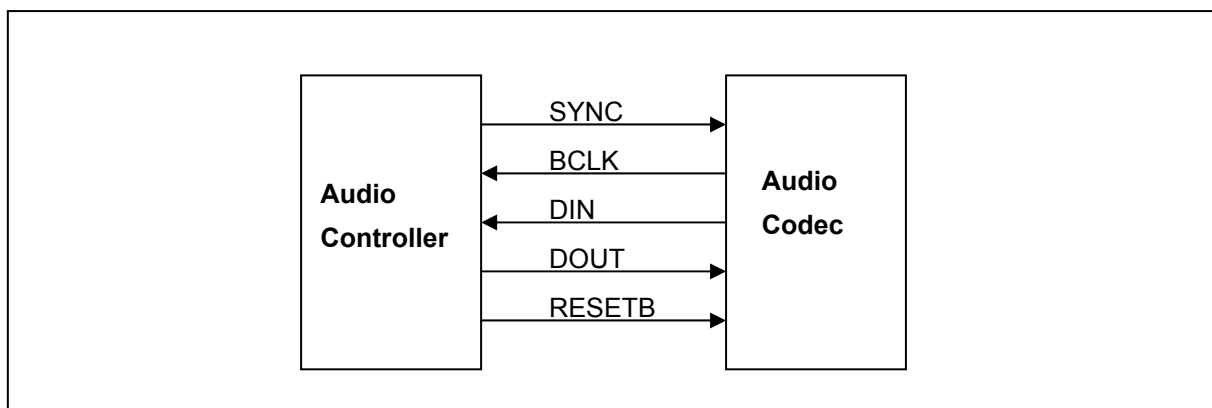 SYNC
BCLK
DIN
DOUT
RESETB
Audio
Controller
Audio
Codec